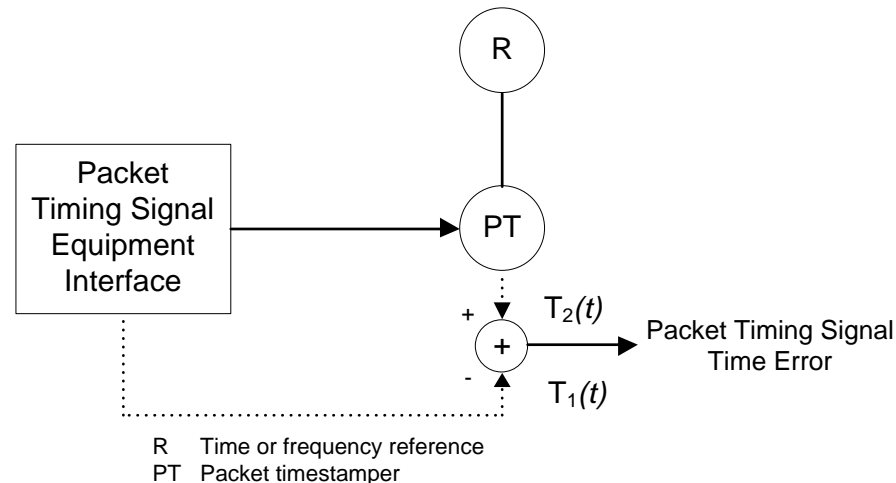 R
Packet
Timing Signal
Equipment
Interface
PT
+
T₂(t)
+
Packet Timing Signal
Time Error
-
T₁(t)
R Time or frequency reference
PT Packet timestamper